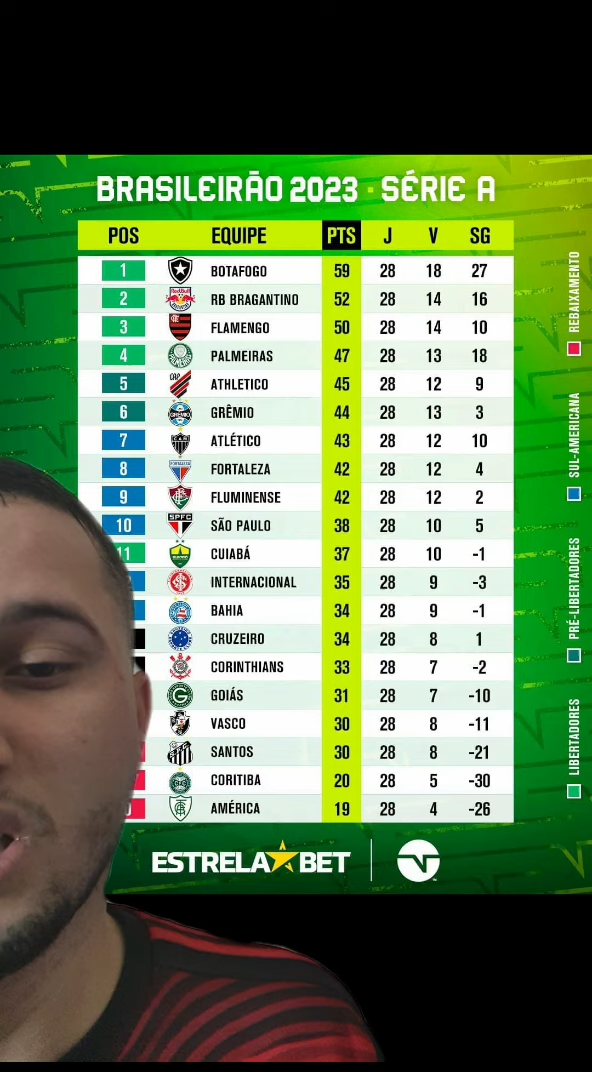 BRASILEIRÃO 2023 · SÉRIE A
POS EQUIPE PTS J V SG
1 BOTAFOGO 59 28 18 27
2 RB BRAGANTINO 52 28 14 16
3 FLAMENGO 50 28 14 10
4 PALMEIRAS 47 28 13 18
5 ATHLETICO 45 28 12 9
6 GRÊMIO 44 28 13 3
7 ATLÉTICO 43 28 12 10
8 FORTALEZA 42 28 12 4
9 FLUMINENSE 42 28 12 2
10 SPFC SÃO PAULO 38 28 10 5
11 CUIABÁ 37 28 10 -1
INTERNACIONAL 35 28 9 -3
BAHIA 34 28 9 -1
CRUZEIRO 34 28 8 1
CORINTHIANS 33 28 7 -2
GOIÁS 31 28 7 -10
VASCO 30 28 8 -11
SANTOS 30 28 8 -21
CORITIBA 20 28 5 -30
AMÉRICA 19 28 4 -26
REBAIXAMENTO
SUL-AMERICANA
PRÉ-LIBERTADORES
LIBERTADORES
ESTRELA BET